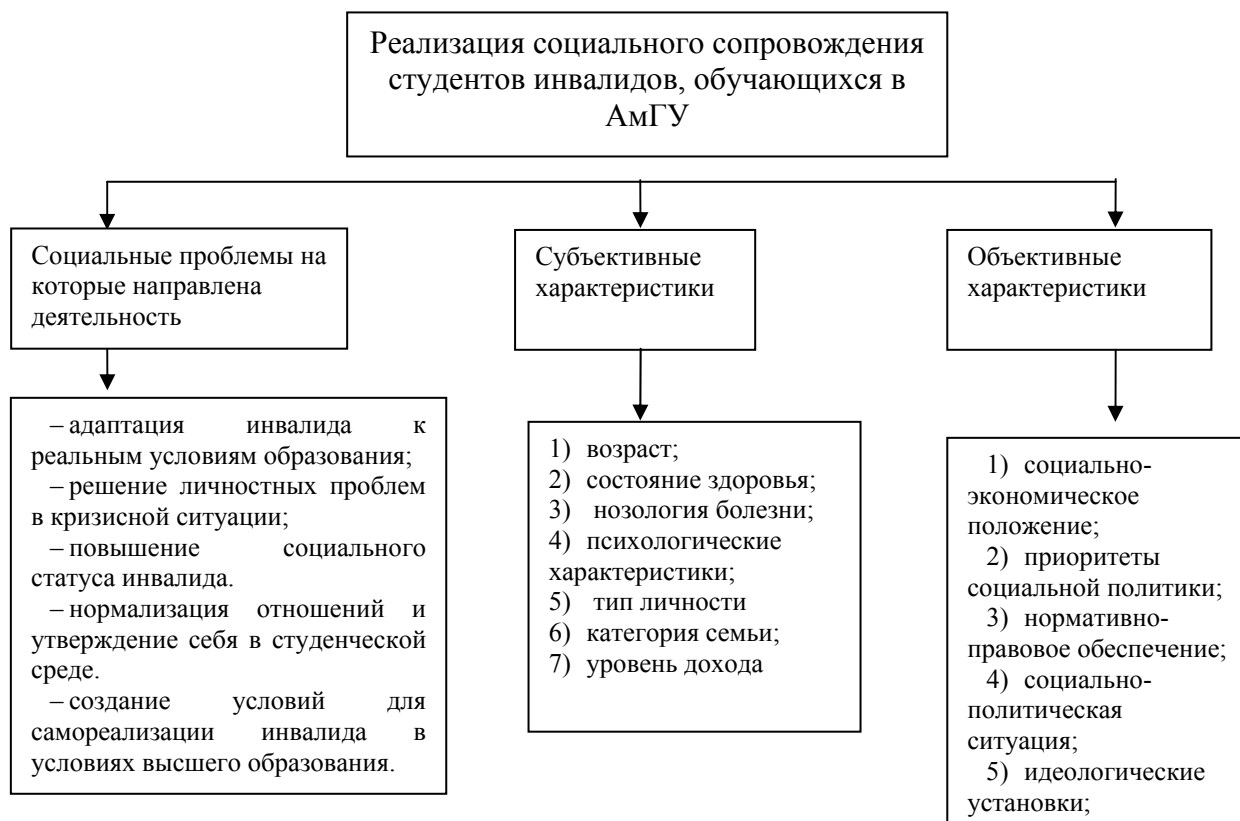 Реализация социального сопровождения
студентов инвалидов, обучающихся в
АмГУ
Социальные проблемы на
которые направлена
деятельность
Субъективные
характеристики
Объективные
характеристики
– адаптация инвалида к
реальным условиям образования;
– решение личностных проблем
в кризисной ситуации;
– повышение социального
статуса инвалида.
– нормализация отношений и
утверждение себя в студенческой
среде.
– создание условий для
самореализации инвалида в
условиях высшего образования.
1) возраст;
2) состояние здоровья;
3) нозология болезни;
4) психологические
характеристики;
5) тип личности
6) категория семьи;
7) уровень дохода
1) социально-
экономическое
положение;
2) приоритеты
социальной политики;
3) нормативно-
правовое обеспечение;
4) социально-
политическая
ситуация;
5) идеологические
установки;